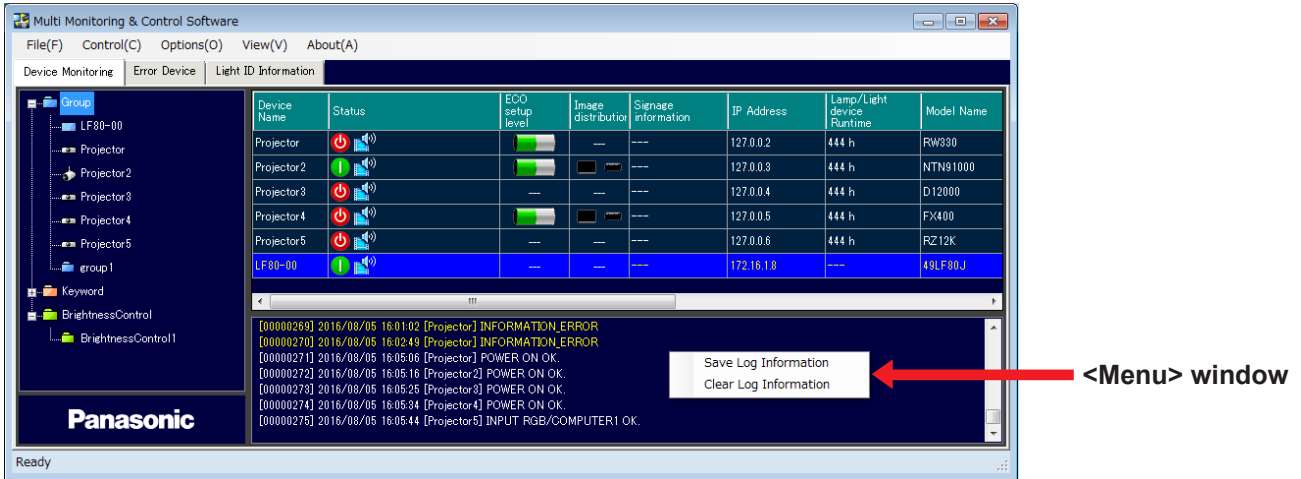 Multi Monitoring & Control Software
File(F) Control(C) Options(O) View(V) About(A)
Device Monitoring Error Device Light ID Information
Group
LF80-00
Projector
Projector2
Projector3
Projector4
Projector5
group1
Keyword
BrightnessControl
BrightnessControl1
Panasonic
Device Name Status ECO setup level Image distribution Signage information IP Address Lamp/Light device Runtime Model Name
Projector --- --- 127.0.0.2 444 h RW330
Projector2 --- 127.0.0.3 444 h NTN91000
Projector3 --- --- --- 127.0.0.4 444 h D12000
Projector4 --- 127.0.0.5 444 h FX400
Projector5 --- --- --- 127.0.0.6 444 h RZ12K
LF80-00 --- --- --- 172.16.1.8 --- 49LF80J
[00000269] 2016/08/05 16:01:02 [Projector] INFORMATION_ERROR
[00000270] 2016/08/05 16:02:49 [Projector] INFORMATION_ERROR
[00000271] 2016/08/05 16:05:06 [Projector] POWER ON OK.
[00000272] 2016/08/05 16:05:16 [Projector2] POWER ON OK.
[00000273] 2016/08/05 16:05:25 [Projector3] POWER ON OK.
[00000274] 2016/08/05 16:05:34 [Projector4] POWER ON OK.
[00000275] 2016/08/05 16:05:44 [Projector5] INPUT RGB/COMPUTER1 OK.
Save Log Information
Clear Log Information
<Menu> window
Ready